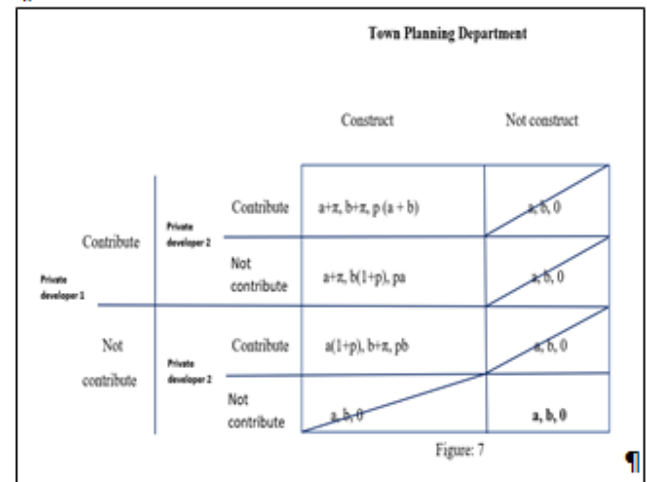 Town Planning Department
Construct Not construct
Contribute a+π, b+π, p (a + b) a, b, 0
Private
developer 2
Contribute
Not
contribute a+π, b(1+p), pa a, b, 0
Private
developer 1
Not
contribute
Contribute a(1+p), b+π, pb a, b, 0
Private
developer 2
Not
contribute a, b, 0 a, b, 0
Figure: 7
¶